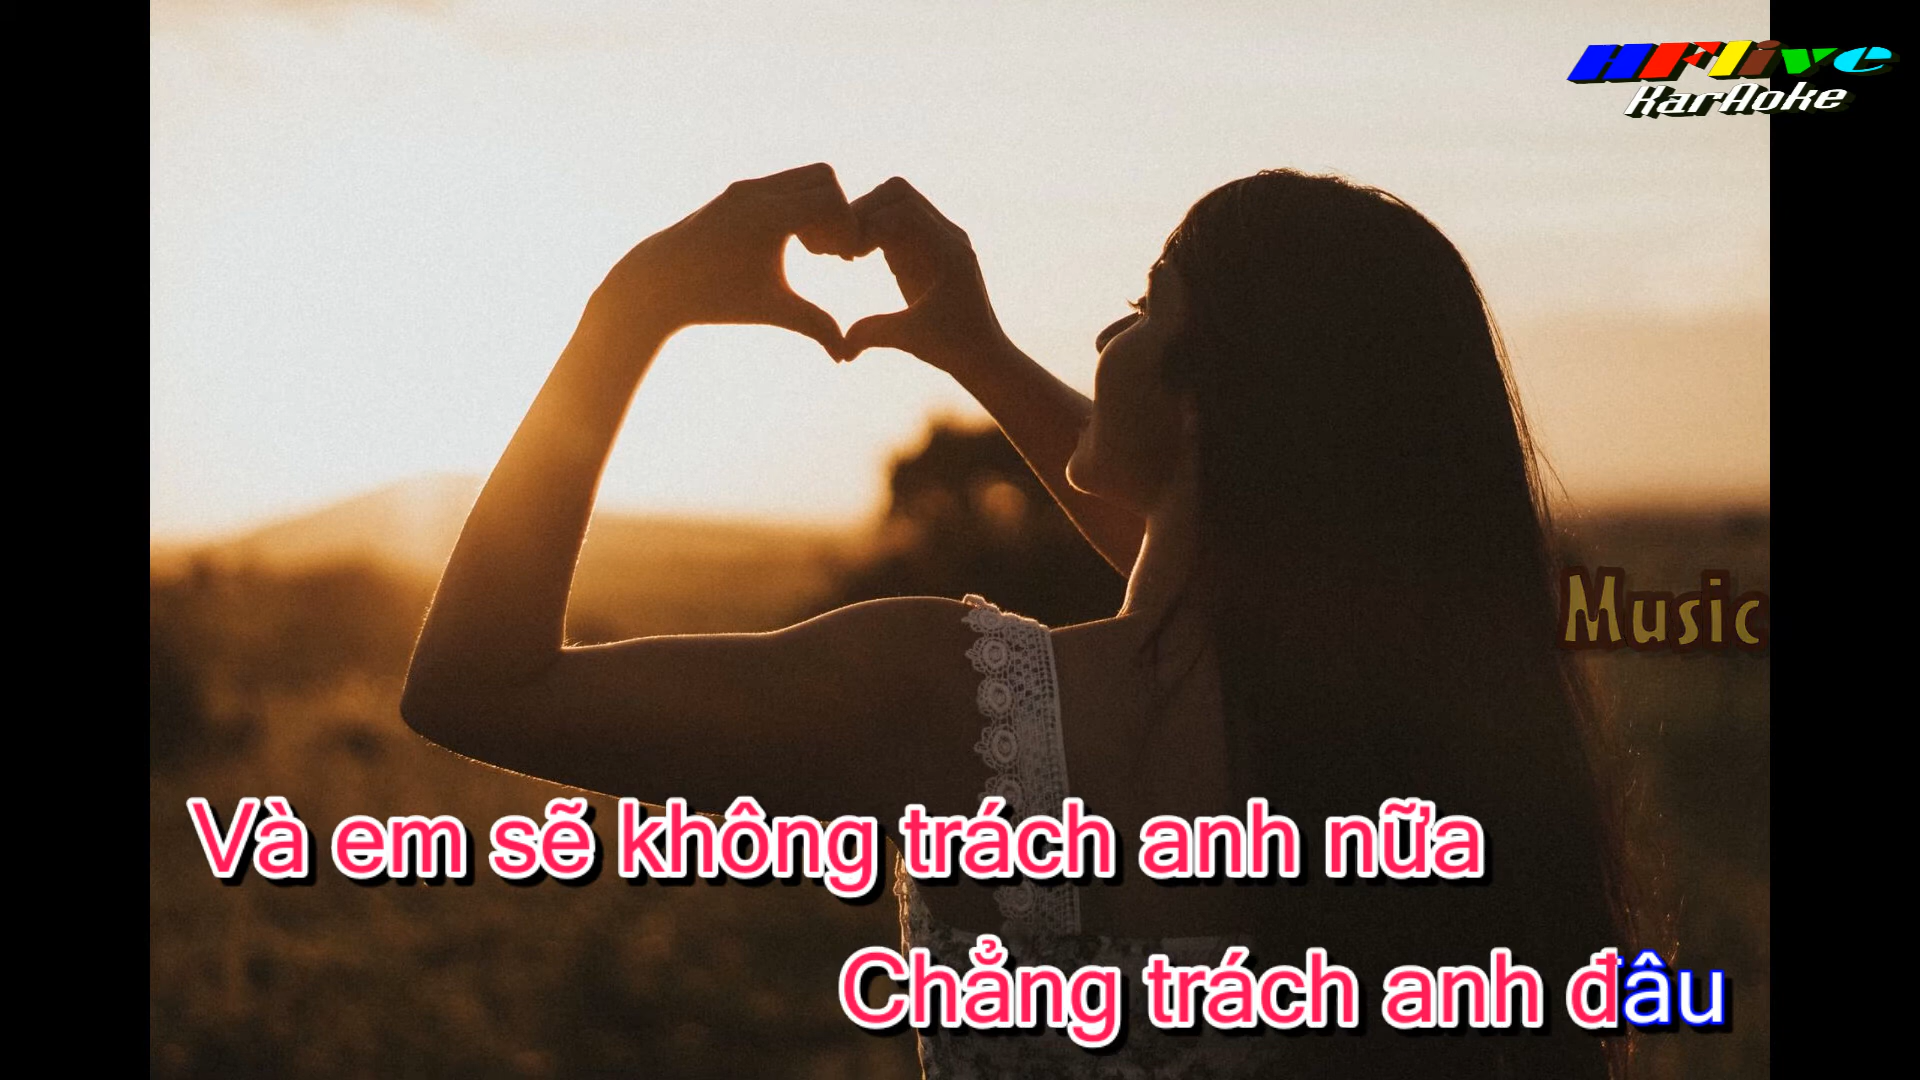 HFlive
KarAoke
Music
Và em sẽ không trách anh nữa
Chẳng trách anh đâu